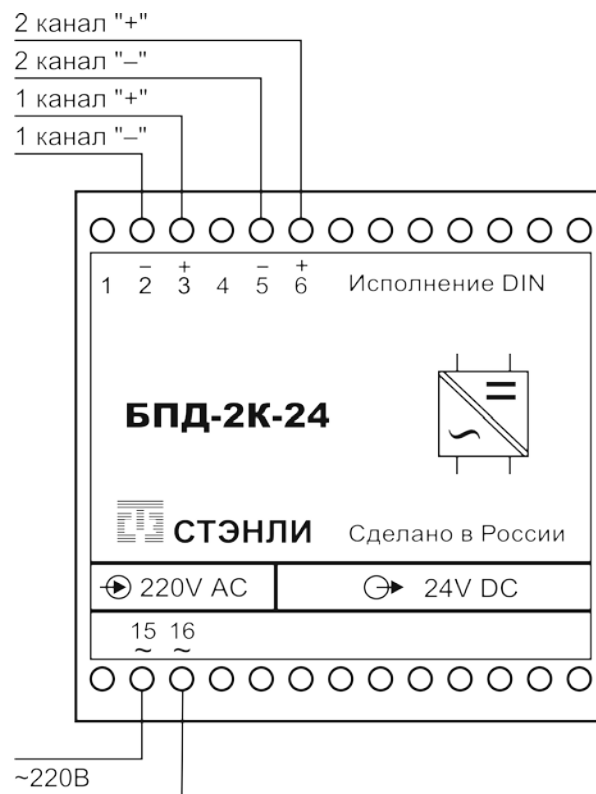 2 канал "+"
2 канал "–"
1 канал "+"
1 канал "–"
– + – +
1 2 3 4 5 6 Исполнение DIN
БПД-2К-24
СТЭНЛИ Сделано в России
220V AC 24V DC
15 16
~ ~
~220В